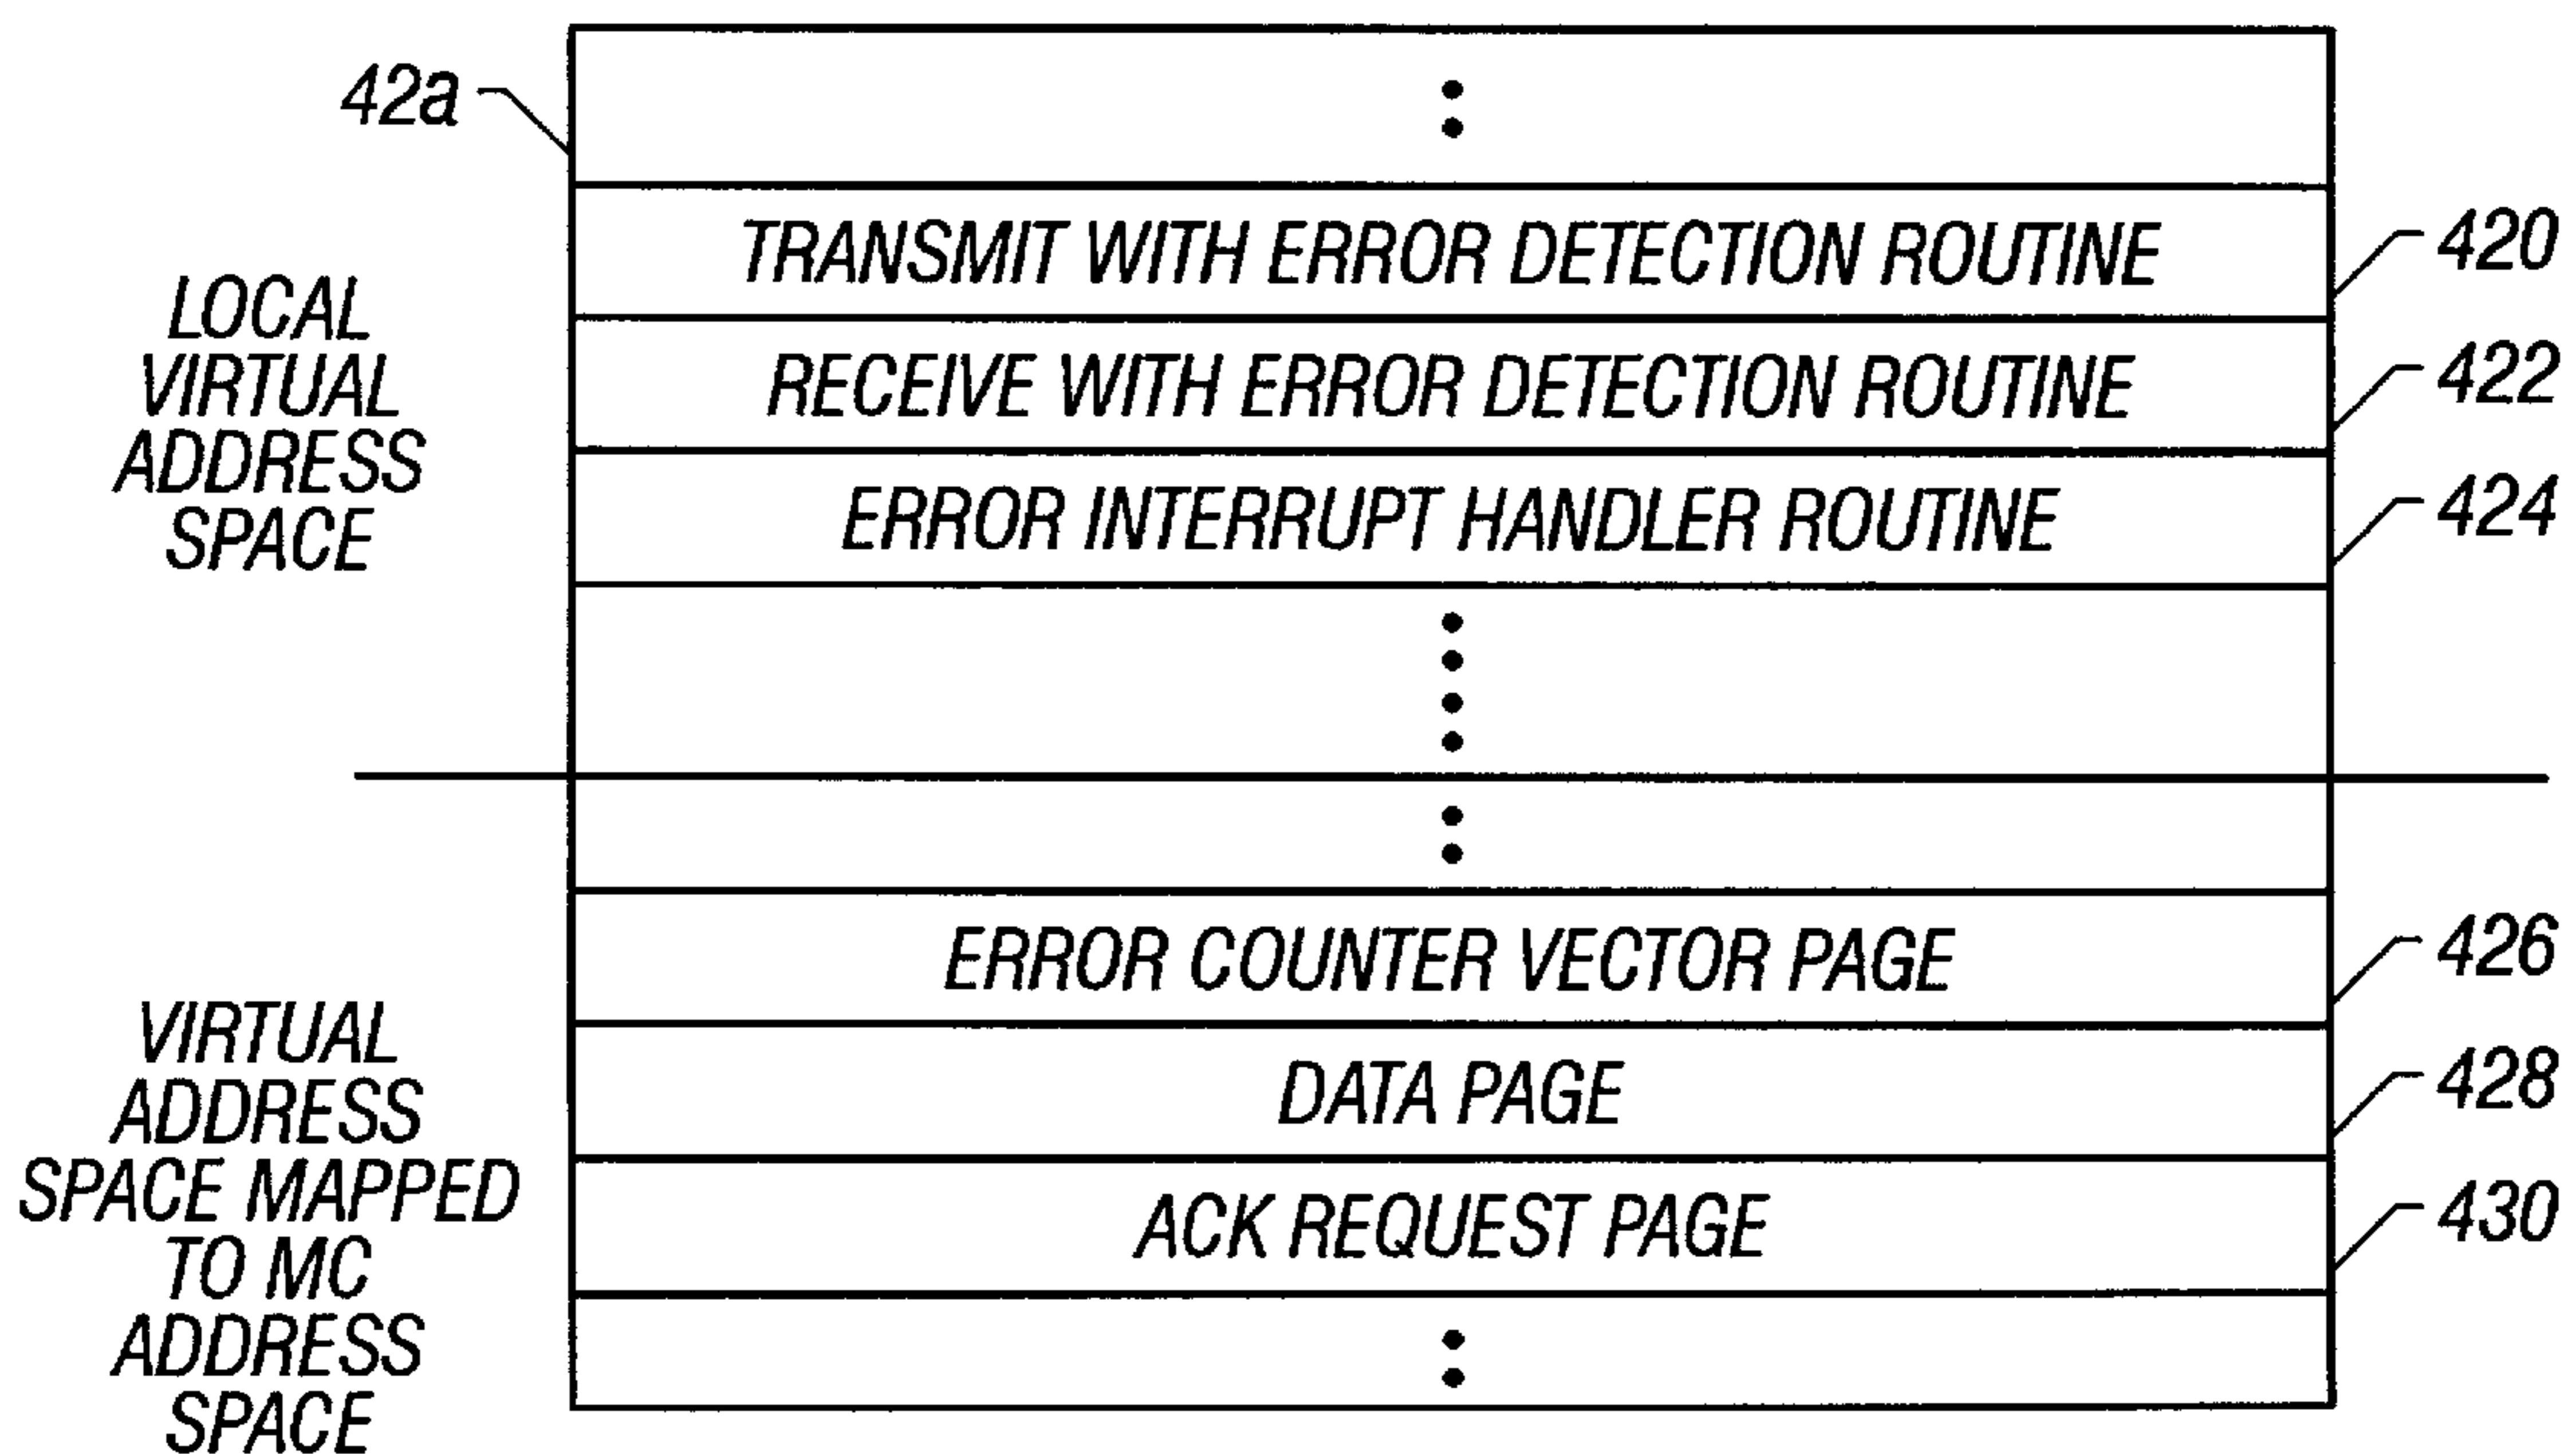 42a
TRANSMIT WITH ERROR DETECTION ROUTINE
420
LOCAL
VIRTUAL
ADDRESS
SPACE
RECEIVE WITH ERROR DETECTION ROUTINE
422
ERROR INTERRUPT HANDLER ROUTINE
424
ERROR COUNTER VECTOR PAGE
426
VIRTUAL
ADDRESS
SPACE MAPPED
TO MC
ADDRESS
SPACE
DATA PAGE
428
ACK REQUEST PAGE
430